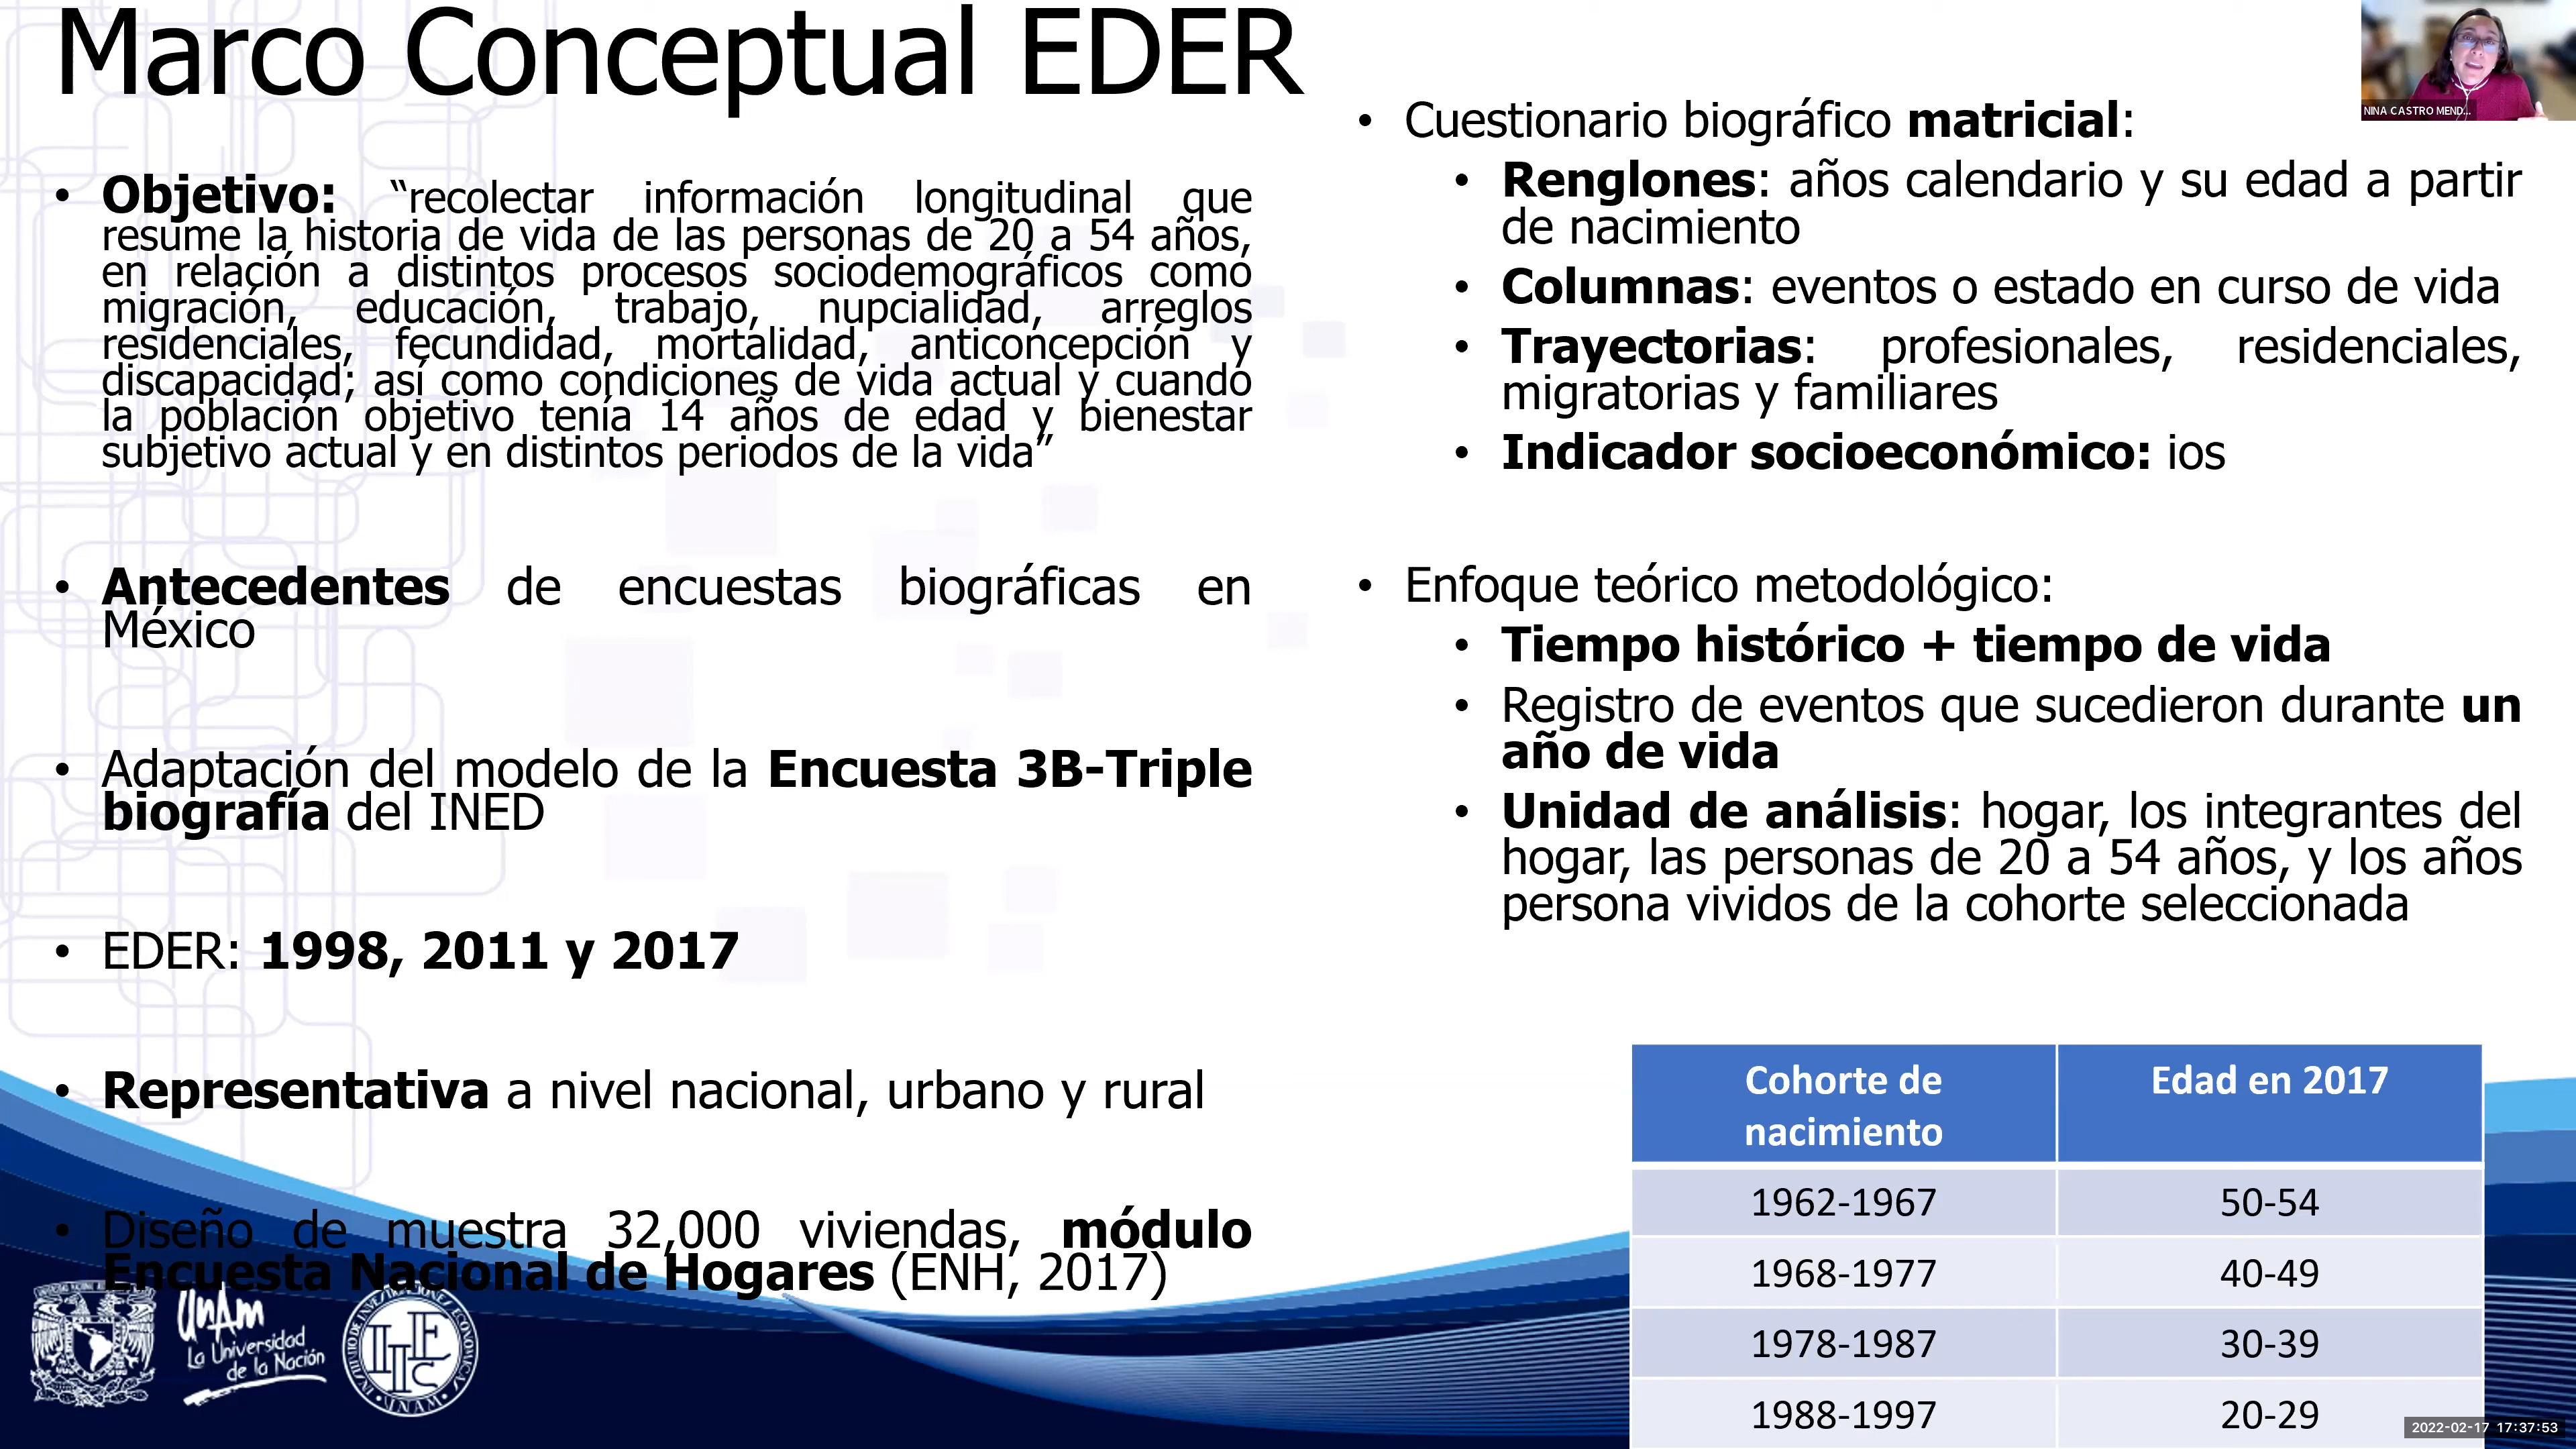 Marco Conceptual EDER
• Objetivo: “recolectar información longitudinal que
resume la historia de vida de las personas de 20 a 54 años,
en relación a distintos procesos sociodemográficos como
migración, educación, trabajo, nupcialidad, arreglos
residenciales, fecundidad, mortalidad, anticoncepción y
discapacidad; así como condiciones de vida actual y cuando
la población objetivo tenía 14 años de edad y bienestar
subjetivo actual y en distintos periodos de la vida”
• Antecedentes de encuestas biográficas en
México
• Adaptación del modelo de la Encuesta 3B-Triple
biografía del INED
• EDER: 1998, 2011 y 2017
• Representativa a nivel nacional, urbano y rural
• Diseño de muestra 32,000 viviendas, módulo
Encuesta Nacional de Hogares (ENH, 2017)
UnAm
La Universidad
de la Nación
NINA CASTRO MEND...
• Cuestionario biográfico matricial:
• Renglones: años calendario y su edad a partir
de nacimiento
• Columnas: eventos o estado en curso de vida
• Trayectorias: profesionales, residenciales,
migratorias y familiares
• Indicador socioeconómico: ios
• Enfoque teórico metodológico:
• Tiempo histórico + tiempo de vida
• Registro de eventos que sucedieron durante un
año de vida
• Unidad de análisis: hogar, los integrantes del
hogar, las personas de 20 a 54 años, y los años
persona vividos de la cohorte seleccionada
Cohorte de
nacimiento
Edad en 2017
1962-1967 50-54
1968-1977 40-49
1978-1987 30-39
1988-1997 20-29
2022-02-17 17:37:53